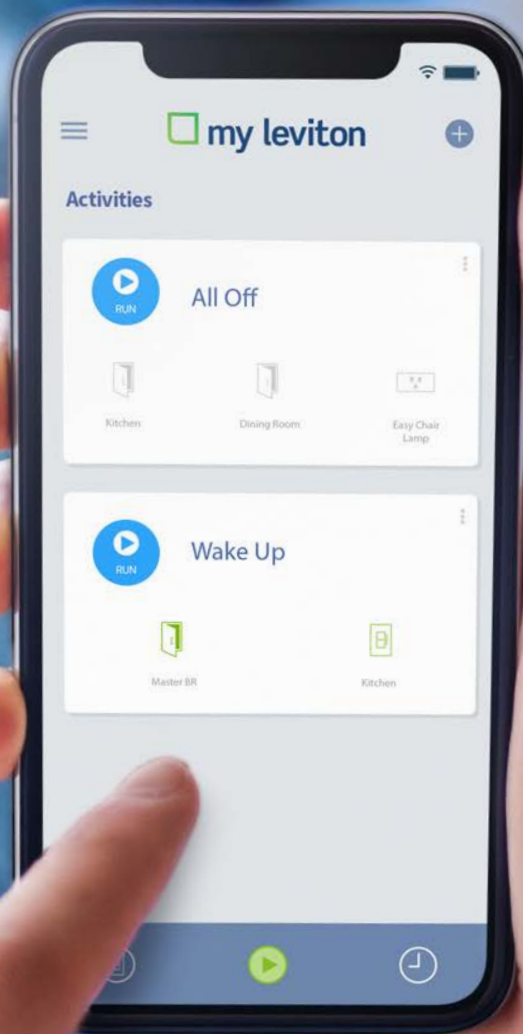 my leviton
Activities
RUN
All Off
Kitchen
Dining Room
Easy Chair
Lamp
RUN
Wake Up
Master BR
Kitchen